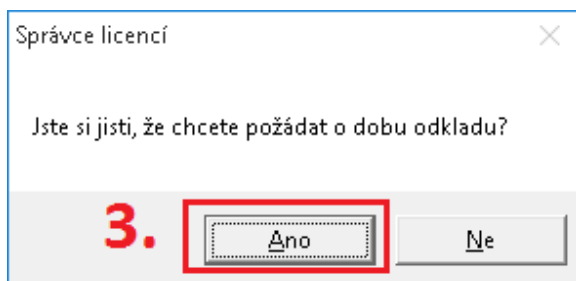 Správce licencí
Jste si jisti, že chcete požádat o dobu odkladu?
3.
Ano
Ne